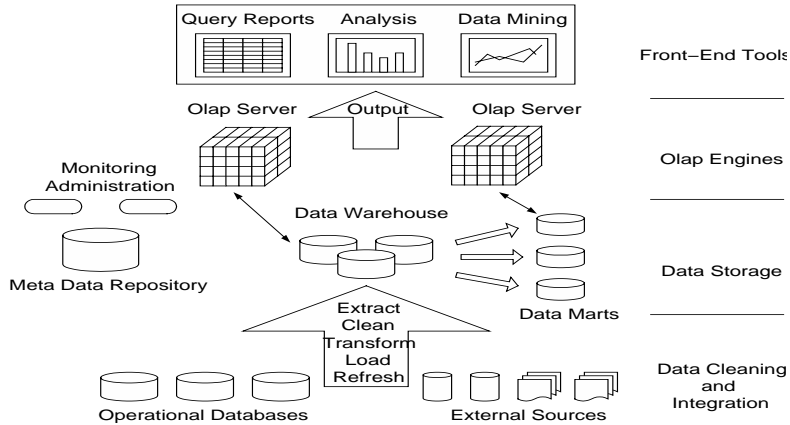 Query Reports
Analysis
Data Mining
Front−End Tools
Olap Server
Output
Olap Server
Olap Engines
Monitoring
Administration
Data Warehouse
Meta Data Repository
Data Storage
Data Marts
Extract
Clean
Transform
Load
Refresh
Operational Databases
External Sources
Data Cleaning
and
Integration